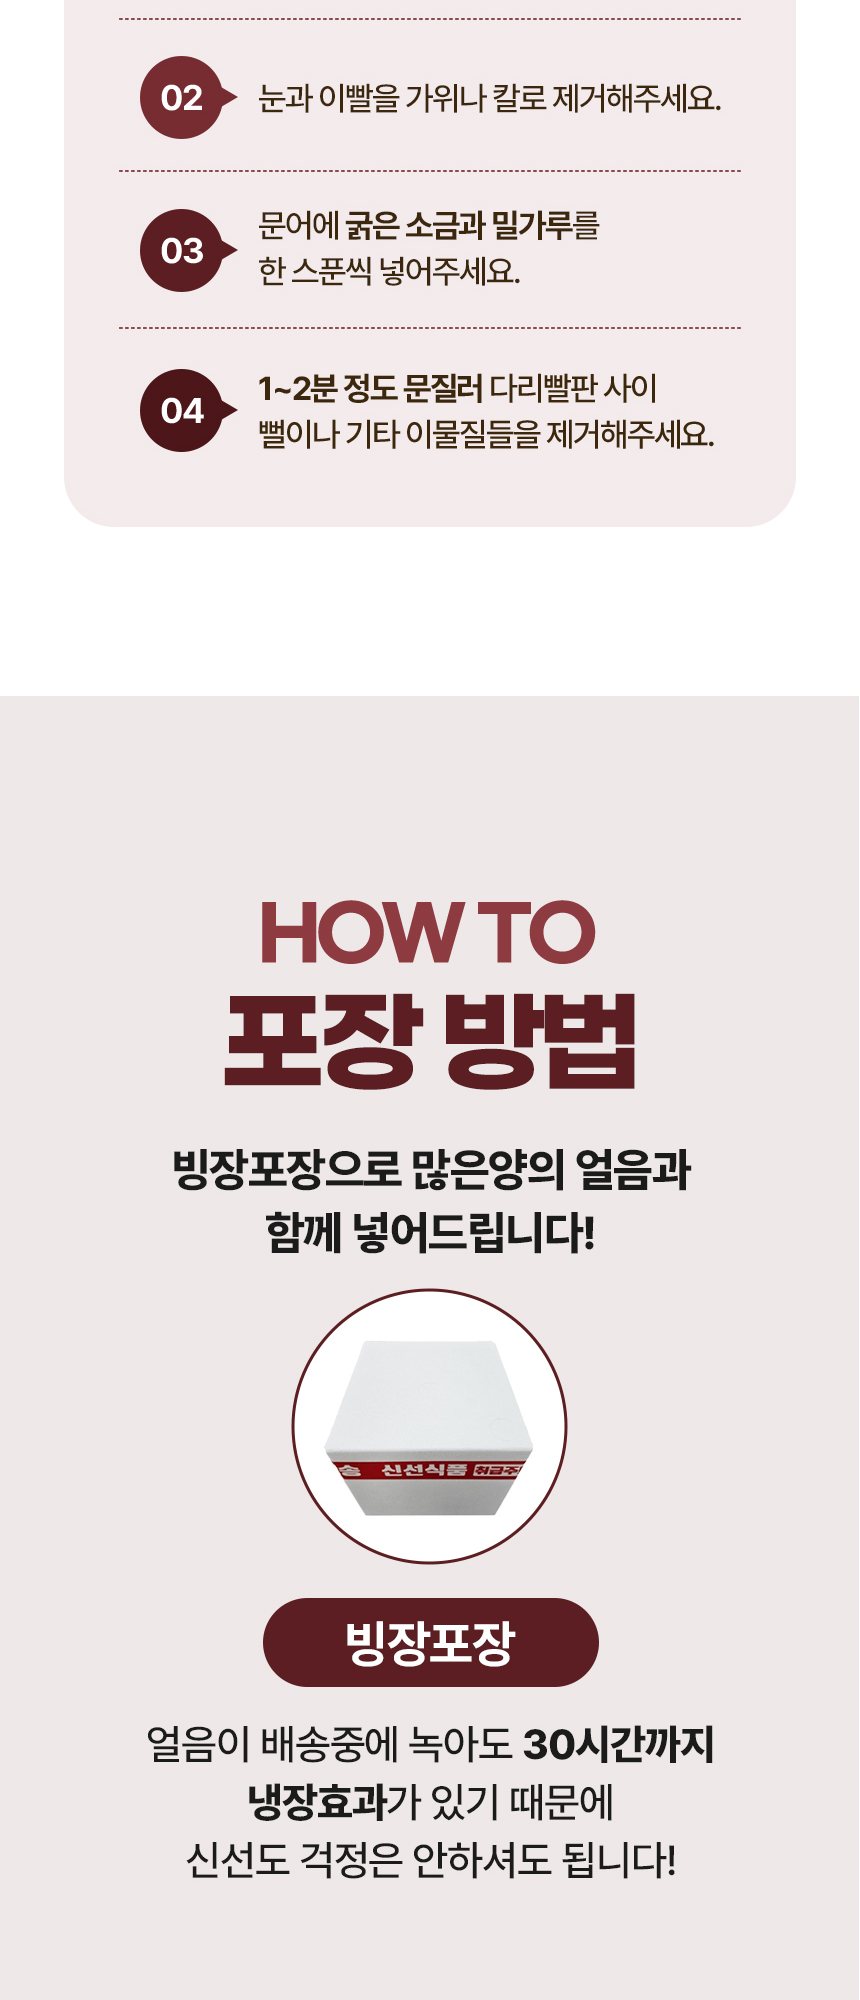 02
눈과 이빨을 가위나 칼로 제거해주세요.
03
문어에 굵은 소금과 밀가루를
한 스푼씩 넣어주세요.
04
1~2분 정도 문질러 다리빨판 사이
뻘이나 기타 이물질들을 제거해주세요.
HOW TO
포장 방법
빙장포장으로 많은양의 얼음과
함께 넣어드립니다!
송 신선식품 취급주
빙장포장
얼음이 배송중에 녹아도 30시간까지
냉장효과가 있기 때문에
신선도 걱정은 안하셔도 됩니다!